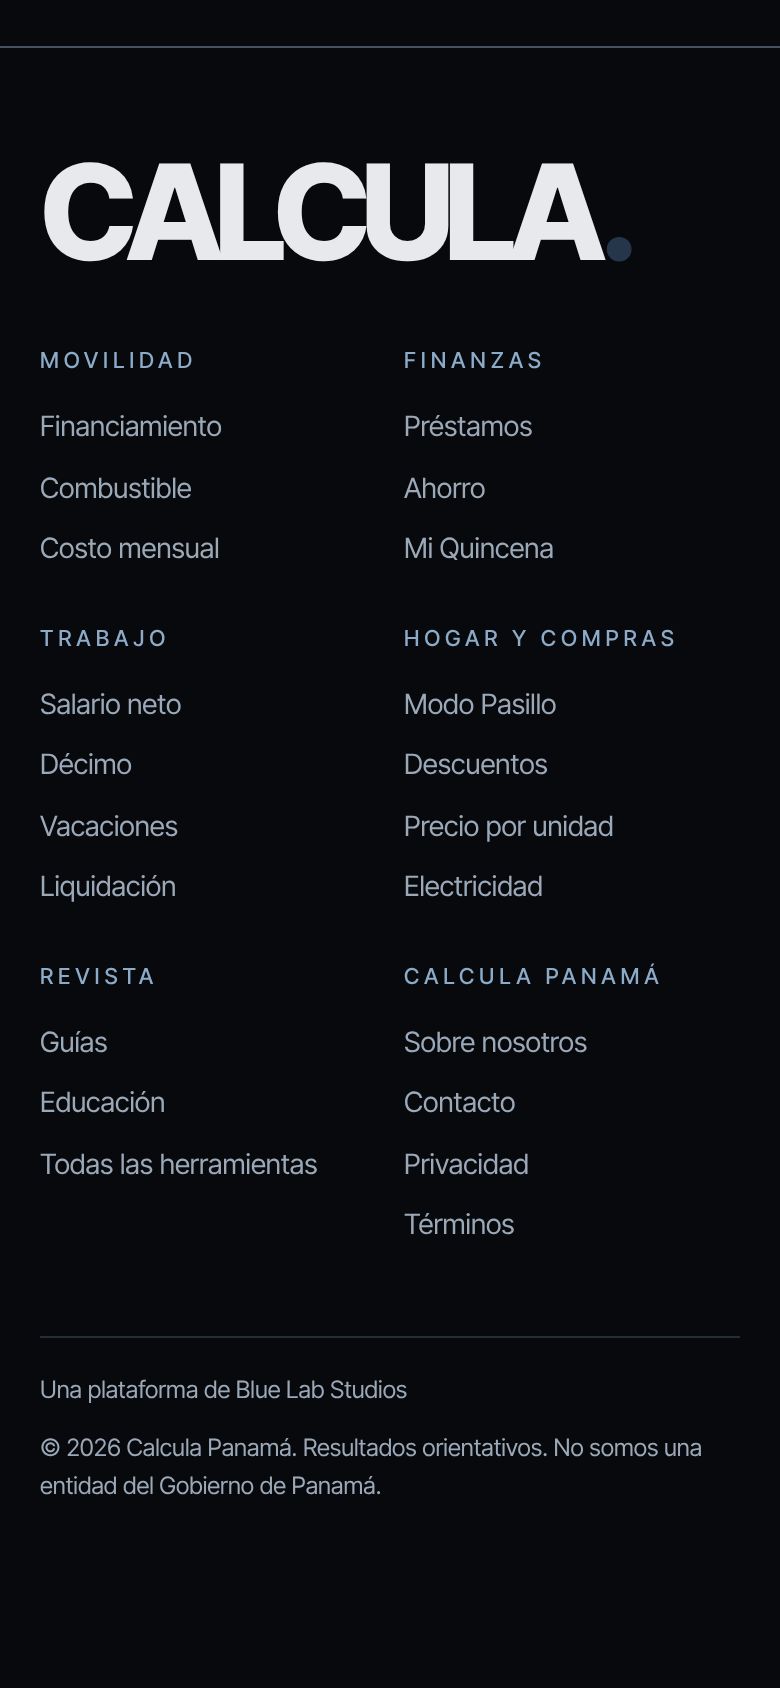 CALCULA.
MOVILIDAD
Financiamiento
Combustible
Costo mensual
FINANZAS
Préstamos
Ahorro
Mi Quincena
TRABAJO
Salario neto
Décimo
Vacaciones
Liquidación
HOGAR Y COMPRAS
Modo Pasillo
Descuentos
Precio por unidad
Electricidad
REVISTA
Guías
Educación
Todas las herramientas
CALCULA PANAMÁ
Sobre nosotros
Contacto
Privacidad
Términos
Una plataforma de Blue Lab Studios
© 2026 Calcula Panamá. Resultados orientativos. No somos una
entidad del Gobierno de Panamá.